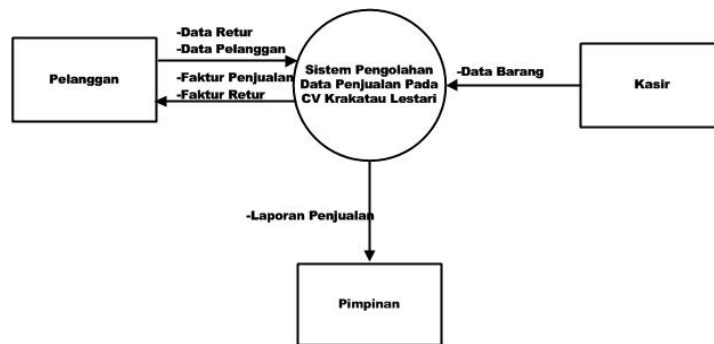 -Data Retur
-Data Pelanggan
Pelanggan
-Faktur Penjualan
-Faktur Retur
Sistem Pengolahan
Data Penjualan Pada
CV Krakatau Lestari
-Data Barang
Kasir
-Laporan Penjualan
Pimpinan